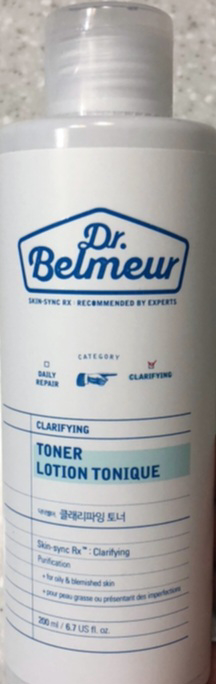 Dr.
Belmeur
SKIN-SYNC RX · RECOMMENDED BY EXPERTS
CATEGORY
DAILY
REPAIR
CLARIFYING
CLARIFYING
TONER
LOTION TONIQUE
닥터벨머 클래리파잉 토너
Skin-sync Rx™ : Clarifying
Purification
• for oily & blemished skin
• pour peau grasse ou présentant des imperfections
200 ml / 6.7 US fl. oz.